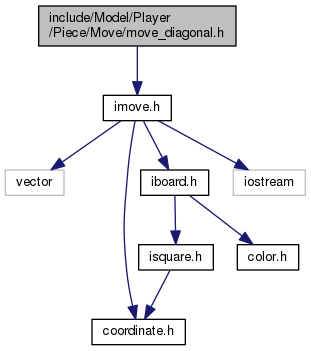 include/Model/Player
/Piece/Move/move_diagonal.h
imove.h
vector
iboard.h
iostream
isquare.h
color.h
coordinate.h